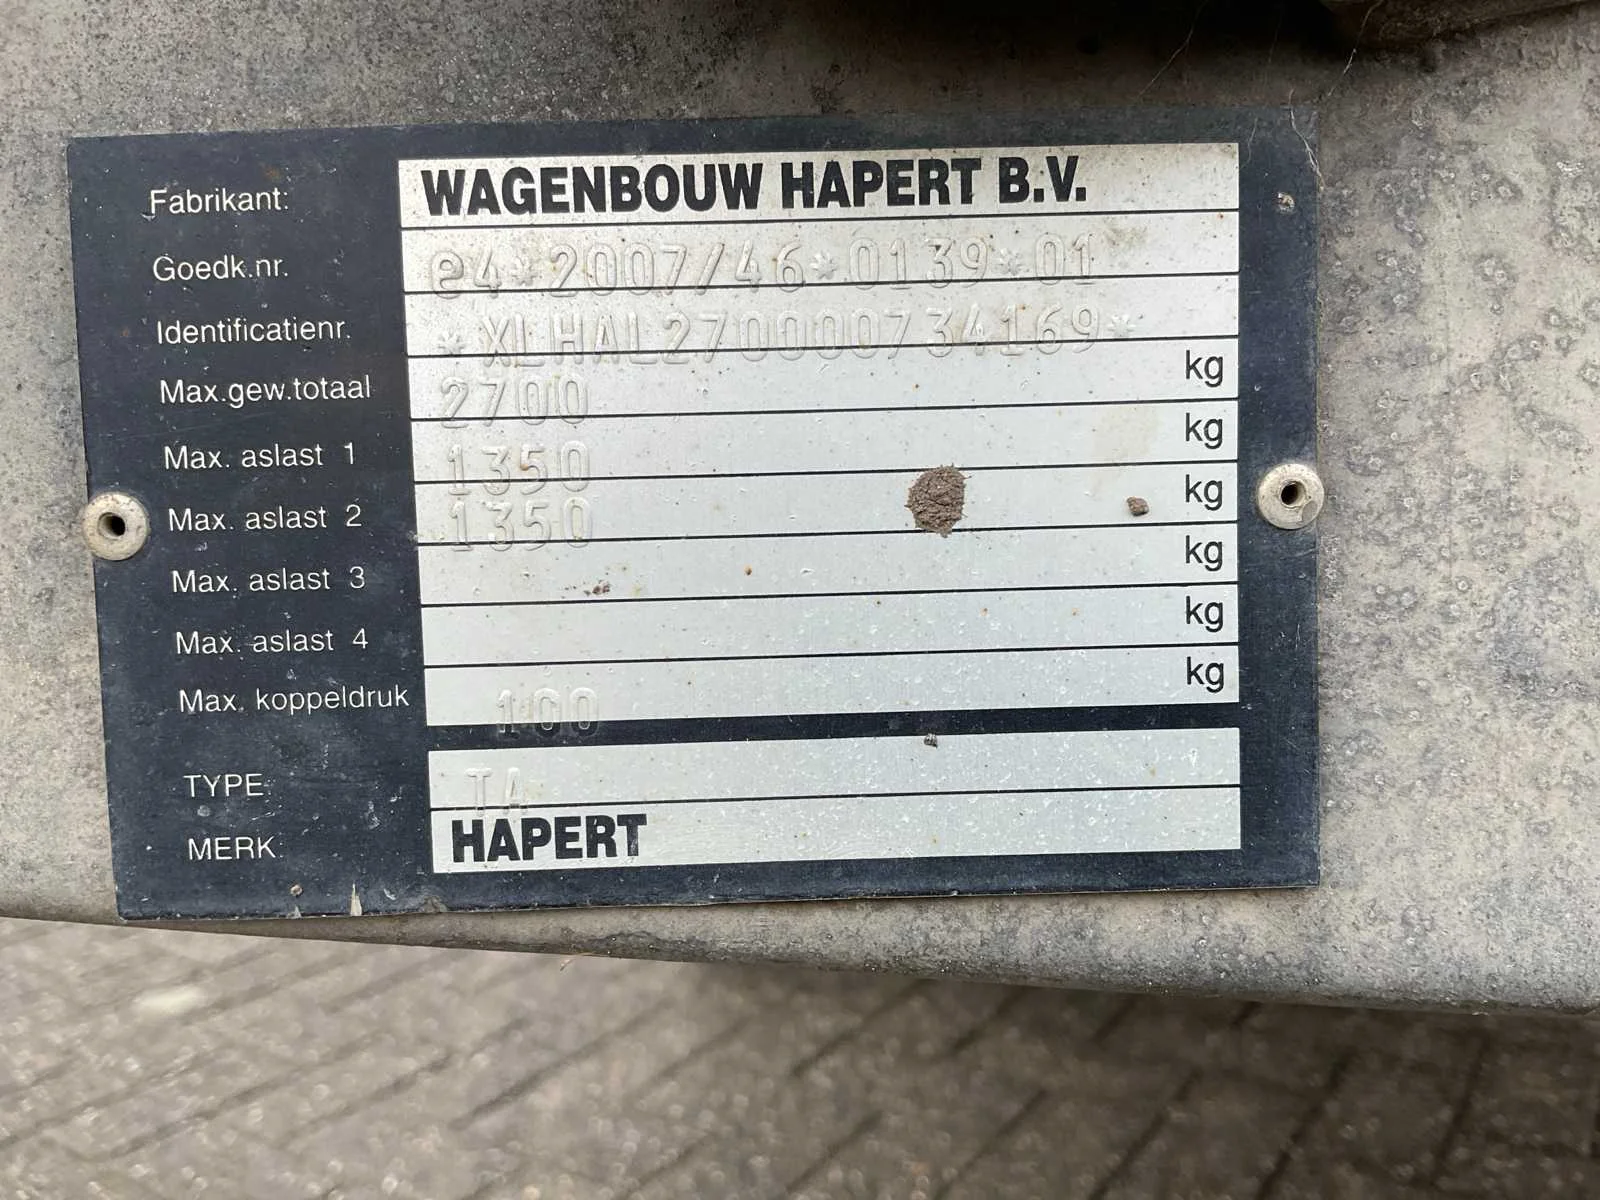 Fabrikant: WAGENBOUW HAPERT B.V.
Goedk.nr. e4*2007/46*0139*01
Identificatienr. *XLHAL270000734169*
Max.gew.totaal 2700 kg
Max. aslast 1 1350 kg
Max. aslast 2 1350 kg
Max. aslast 3 kg
Max. aslast 4 kg
Max. koppeldruk 100 kg
TYPE: TA
MERK: HAPERT